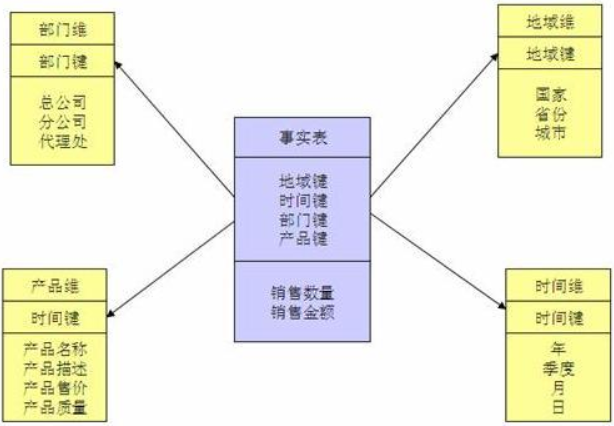 部门维
部门键
总公司
分公司
代理处
地域维
地域键
国家
省份
城市
事实表
地域键
时间键
部门键
产品键
销售数量
销售金额
产品维
时间键
产品名称
产品描述
产品售价
产品质量
时间维
时间键
年
季度
月
日